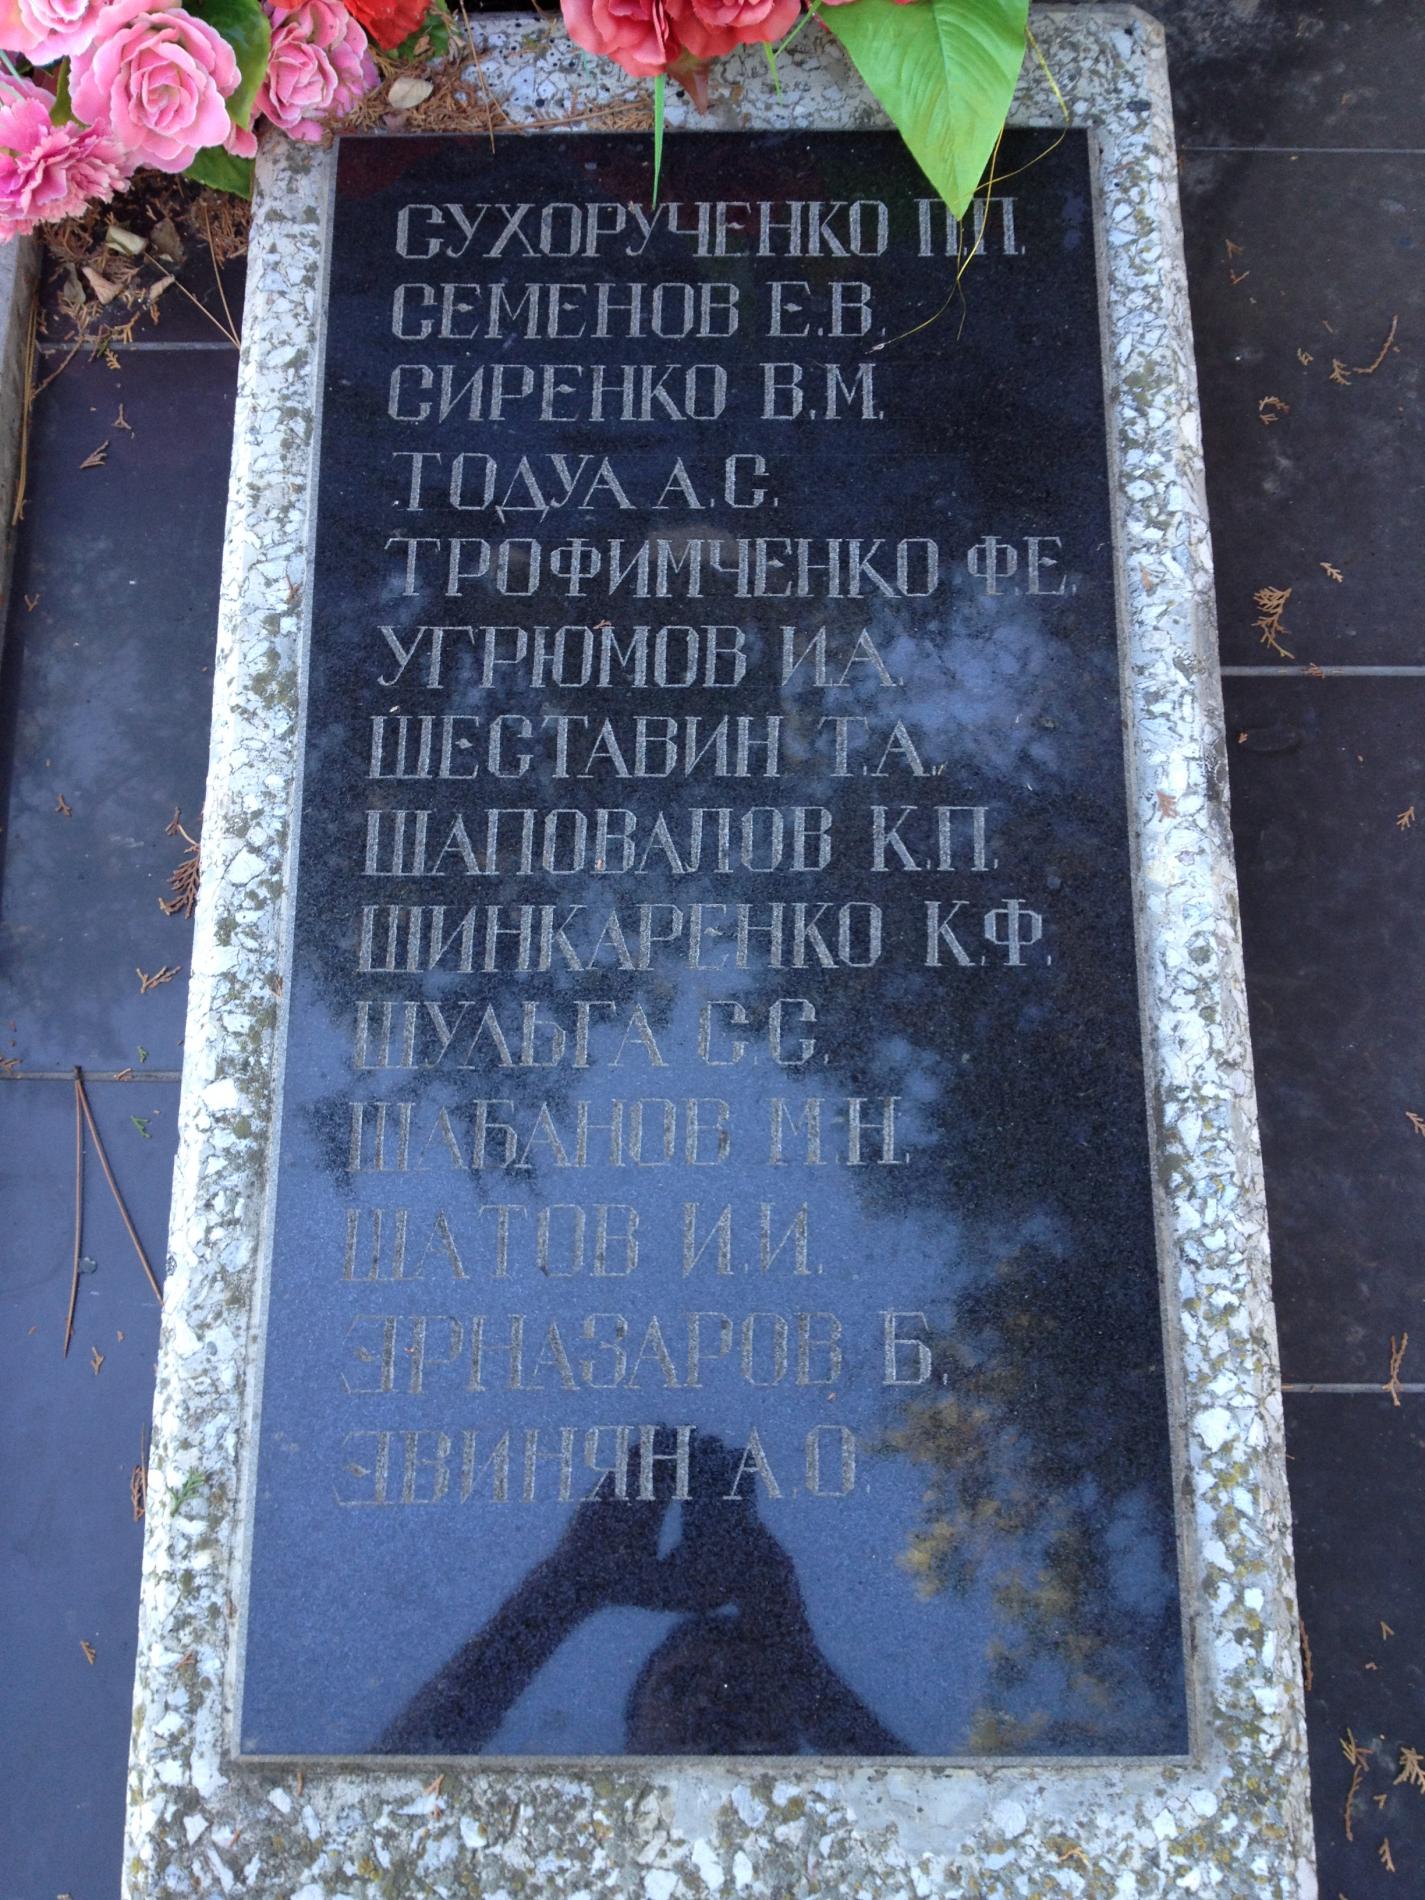 СУХОРУЧЕНКО П.П.
СЕМЕНОВ Е.В.
СИРЕНКО В.М.
ТОДУА А.С.
ТРОФИМЧЕНКО Ф.Е.
УГРЮМОВ И.А.
ШЕСТАВИН Т.А.
ШАПОВАЛОВ К.П.
ШИНКАРЕНКО К.Ф.
ШУЛЬГА С.С.
ШАБАНОВ М.Н.
ШАТОВ И.И.
ЭРНАЗАРОВ Б.
ЭВИНЯН А.О.